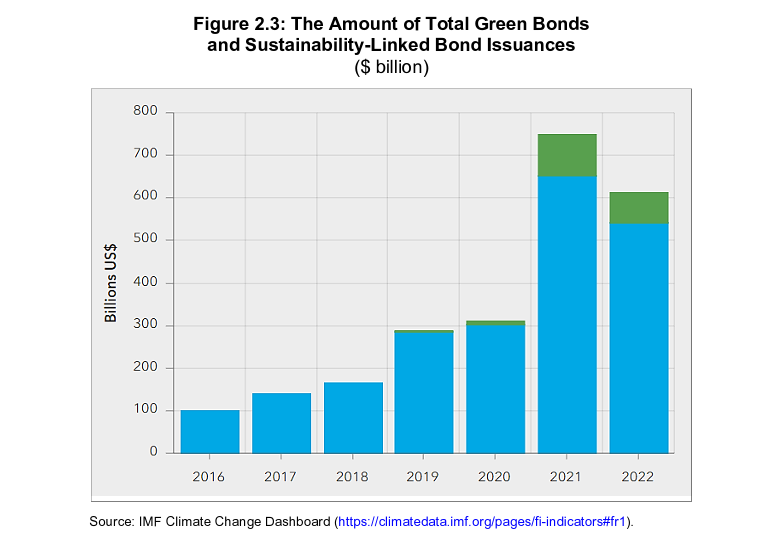 Figure 2.3: The Amount of Total Green Bonds
and Sustainability-Linked Bond Issuances
($ billion)
800
700
600
500
400
300
200
100
0
Billions US$
2016 2017 2018 2019 2020 2021 2022
Source: IMF Climate Change Dashboard (https://climatedata.imf.org/pages/fi-indicators#fr1).